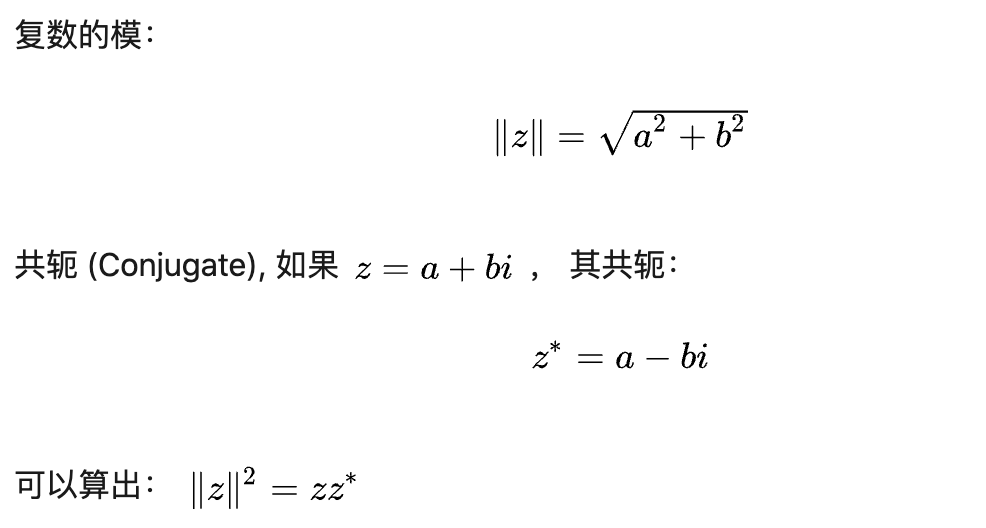 复数的模：
‖z‖ = √(a² + b²)
共轭 (Conjugate), 如果 z = a + bi ， 其共轭：
z* = a − bi
可以算出： ‖z‖² = zz*